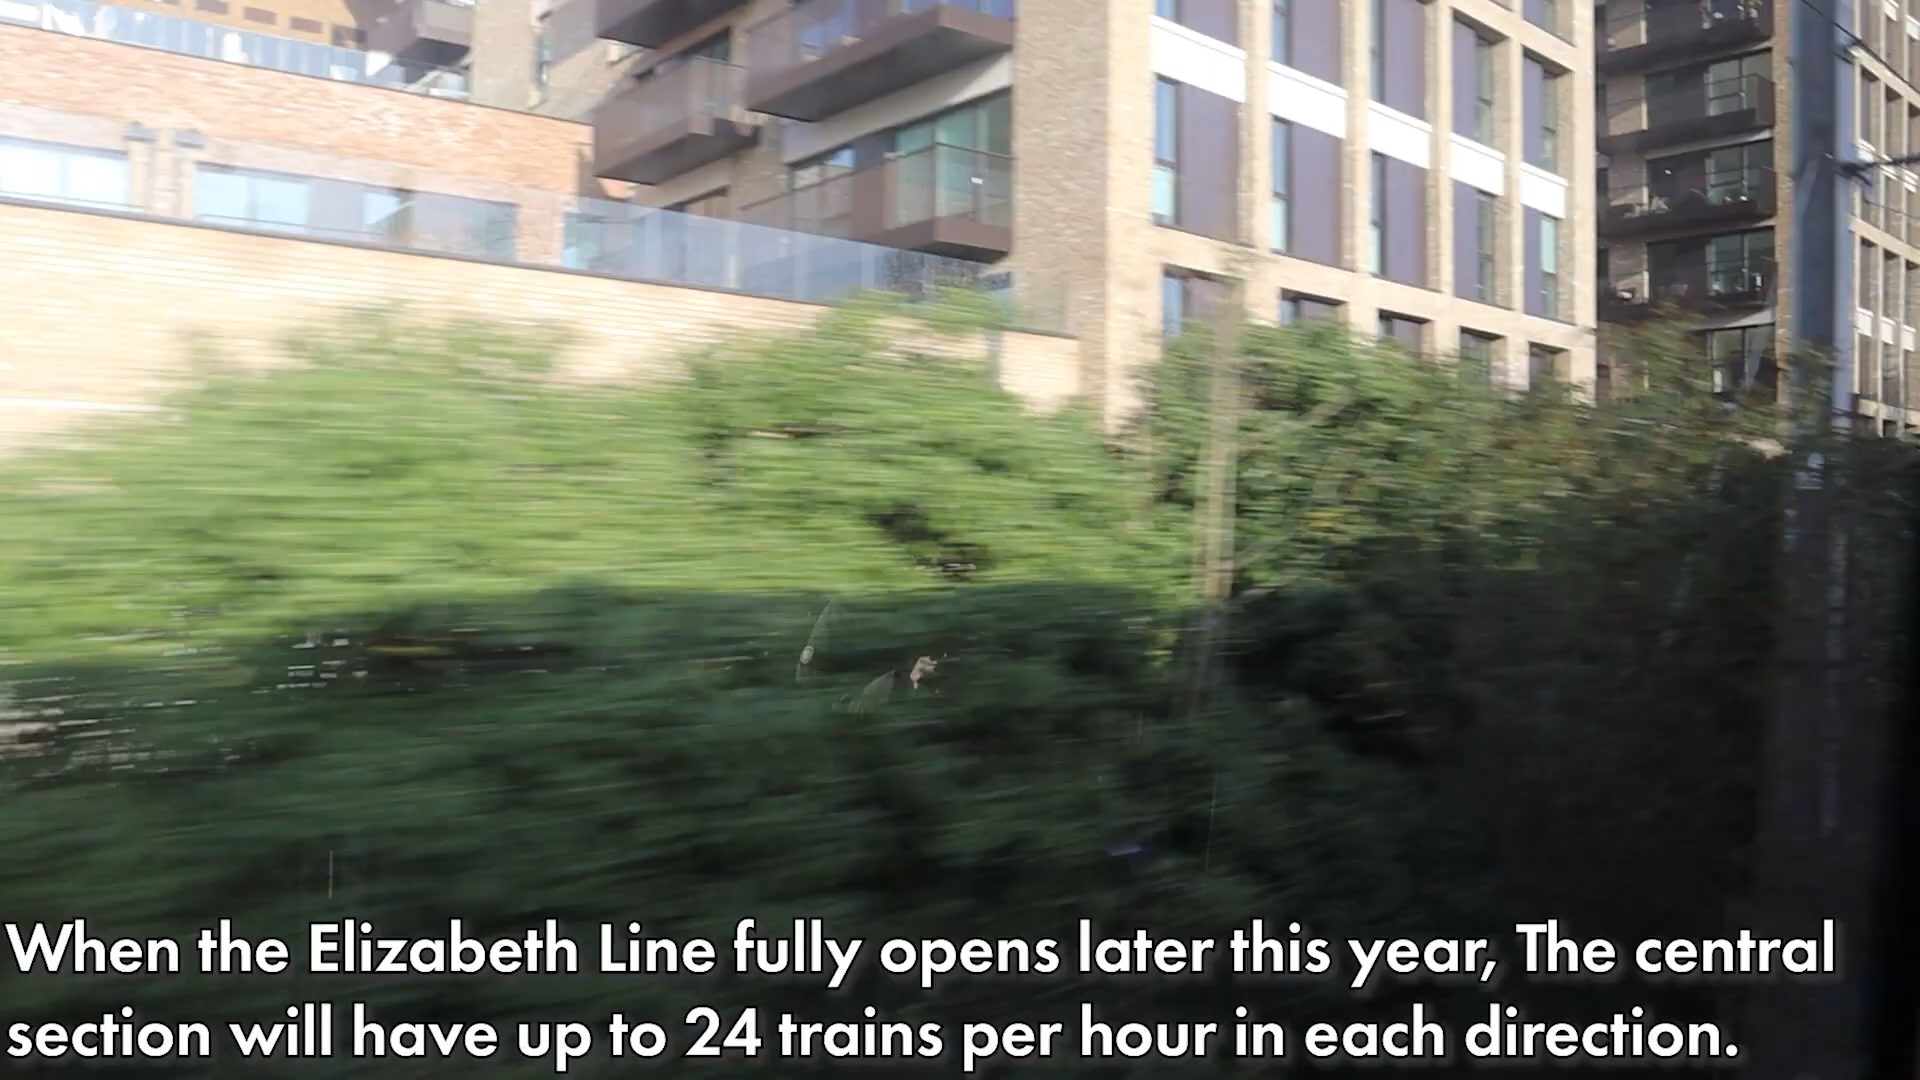 When the Elizabeth Line fully opens later this year, The central
section will have up to 24 trains per hour in each direction.